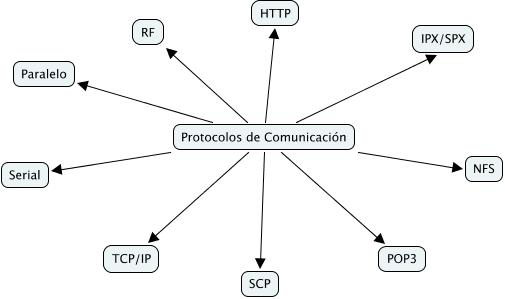 HTTP
RF
IPX/SPX
Paralelo
Protocolos de Comunicación
Serial
NFS
TCP/IP
POP3
SCP